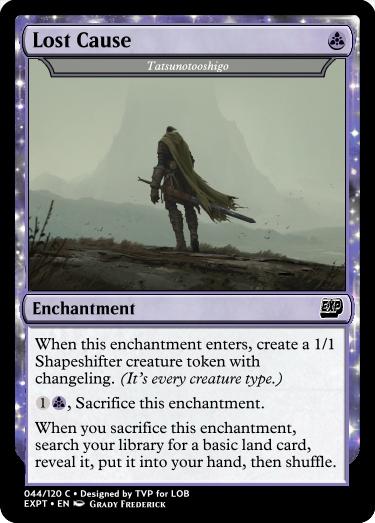 Lost Cause
Tatsunotooshigo
Enchantment
EXP
When this enchantment enters, create a 1/1
Shapeshifter creature token with
changeling. (It's every creature type.)
1, Sacrifice this enchantment.
When you sacrifice this enchantment,
search your library for a basic land card,
reveal it, put it into your hand, then shuffle.
044/120 C • Designed by TVP for LOB
EXPT • EN Grady Frederick